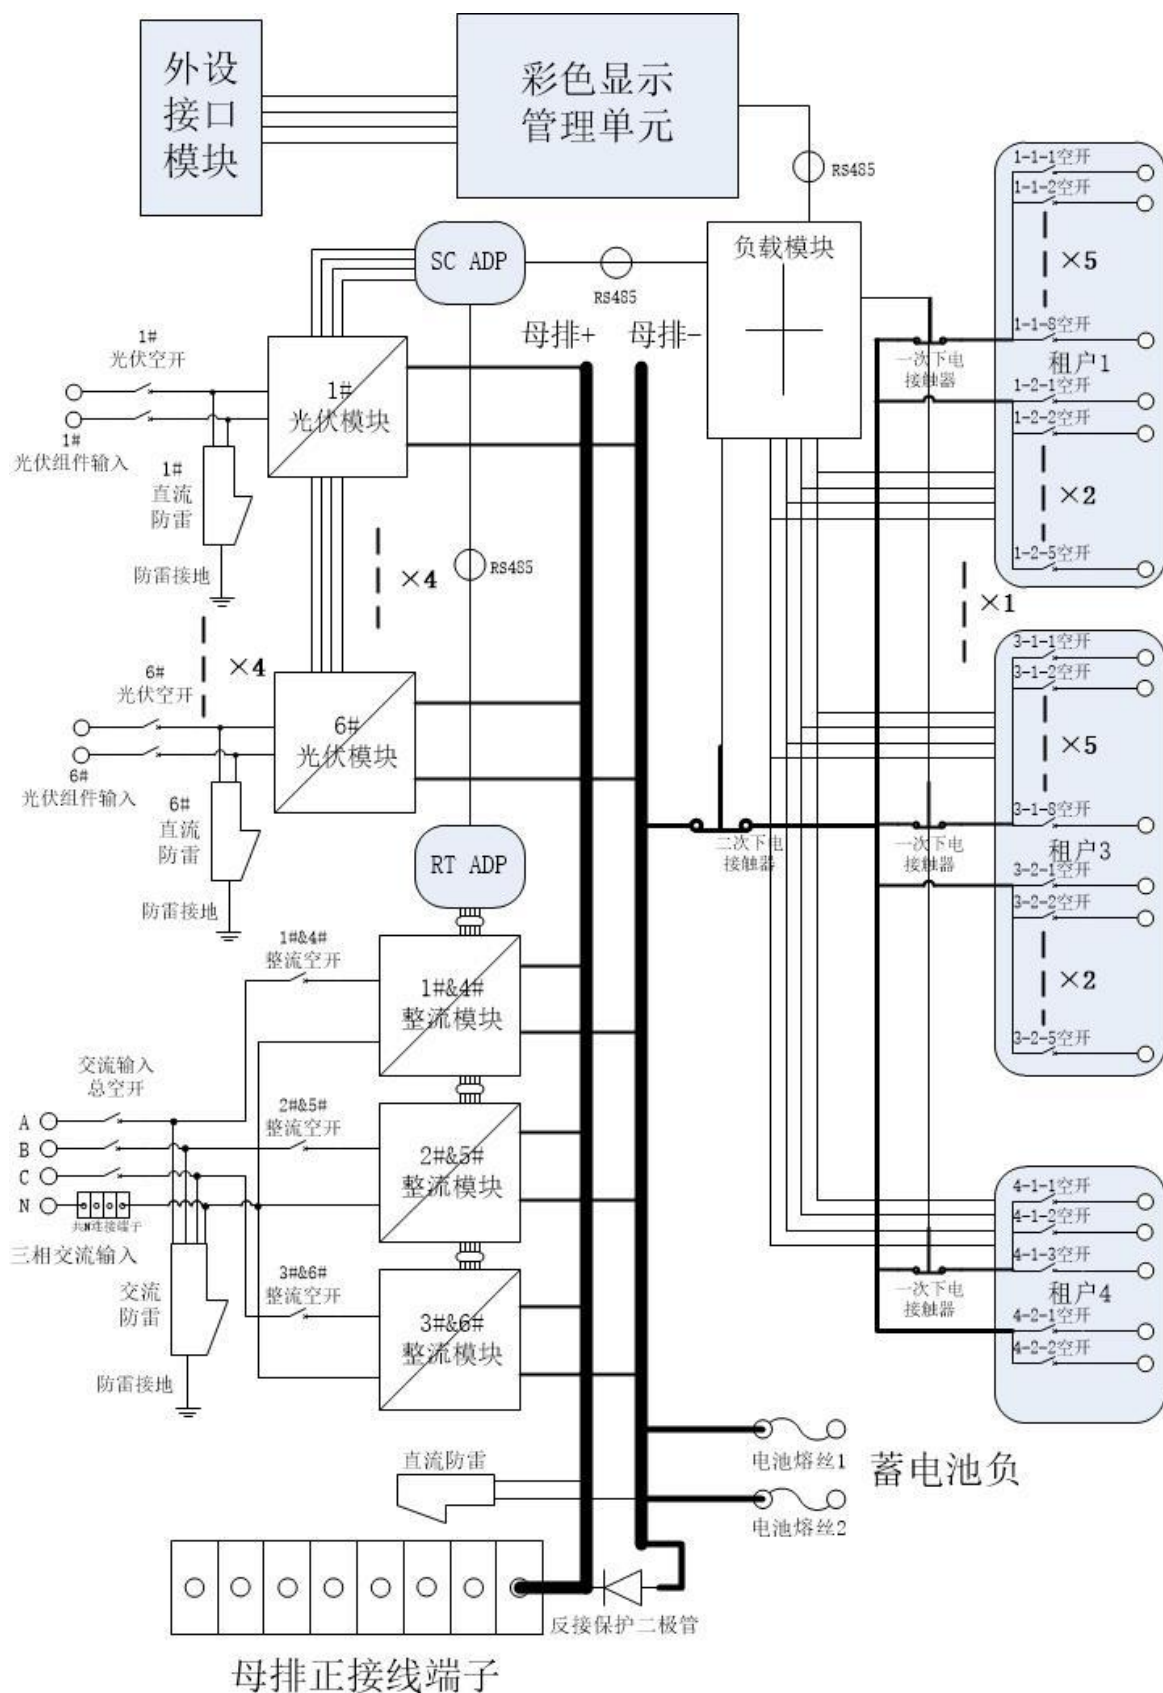 外设
接口
模块
彩色显示
管理单元
RS485
SC ADP
RS485
负载模块
母排+
母排-
1#
光伏空开
1#
光伏组件输入
1#
直流
防雷
防雷接地
1#
光伏模块
×4
RS485
×4
6#
光伏空开
6#
光伏组件输入
6#
直流
防雷
防雷接地
6#
光伏模块
RT ADP
1#&4#
整流空开
1#&4#
整流模块
交流输入
总空开
2#&5#
整流空开
2#&5#
整流模块
A
B
C
N
共N连接端子
三相交流输入
交流
防雷
防雷接地
3#&6#
整流空开
3#&6#
整流模块
二次下电
接触器
一次下电
接触器
1-1-1空开
1-1-2空开
×5
1-1-8空开
租户1
1-2-1空开
1-2-2空开
×2
1-2-5空开
×1
3-1-1空开
3-1-2空开
×5
3-1-8空开
一次下电
接触器
租户3
3-2-1空开
3-2-2空开
×2
3-2-5空开
4-1-1空开
4-1-2空开
4-1-3空开
一次下电
接触器
租户4
4-2-1空开
4-2-2空开
直流防雷
电池熔丝1
蓄电池负
电池熔丝2
反接保护二极管
母排正接线端子